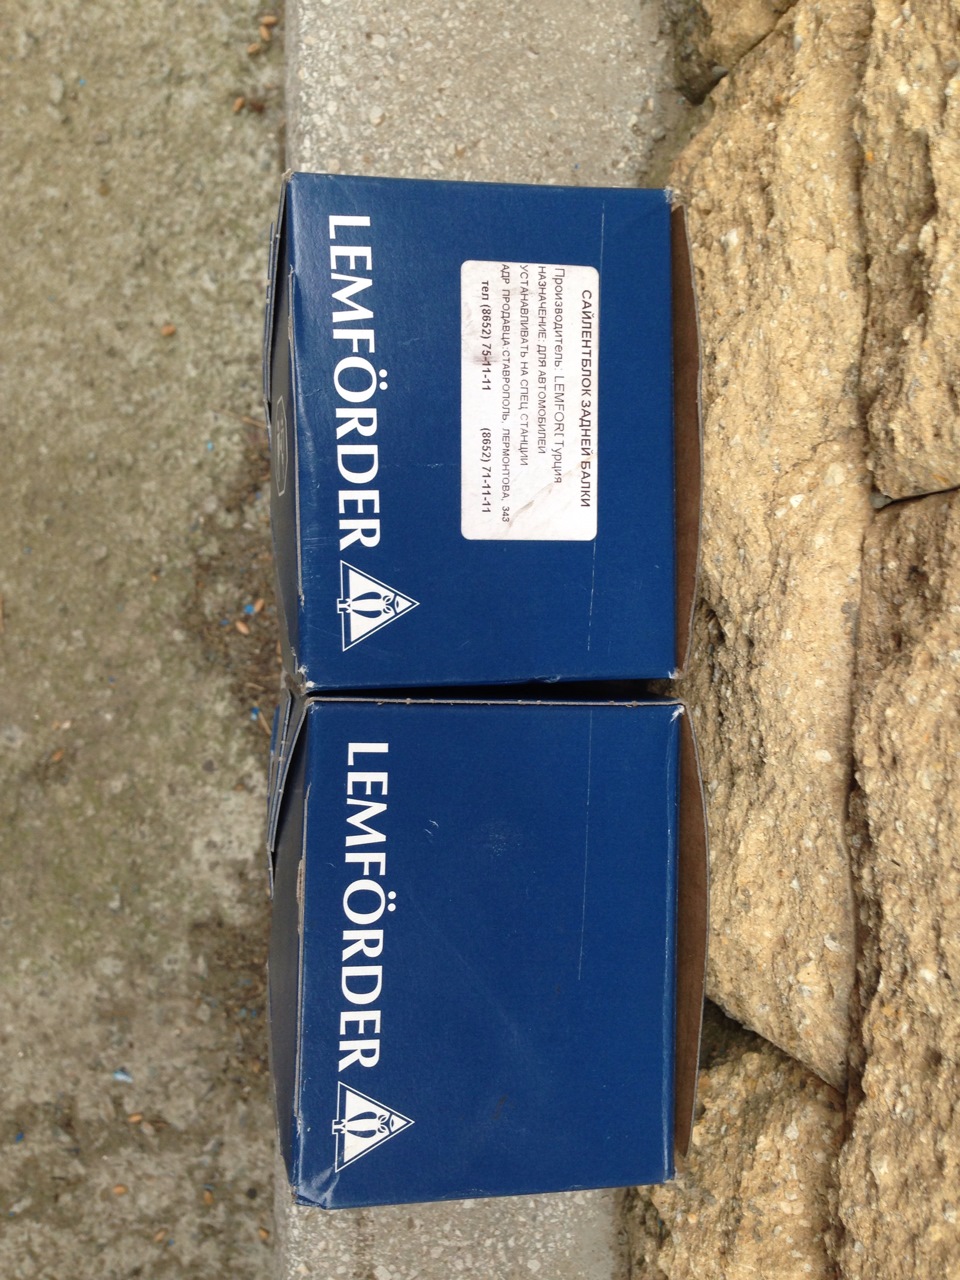 САЙЛЕНТБЛОК ЗАДНЕЙ БАЛКИ
Производитель: LEMFORt Турция
НАЗНАЧЕНИЕ: ДЛЯ АВТОМОБИЛЕЙ
УСТАНАВЛИВАТЬ НА СПЕЦ СТАНЦИИ
АДР ПРОДАВЦА:СТАВРОПОЛЬ, ЛЕРМОНТОВА, 343
тел (8652) 75-11-11 (8652) 71-11-11
LEMFÖRDER
LEMFÖRDER